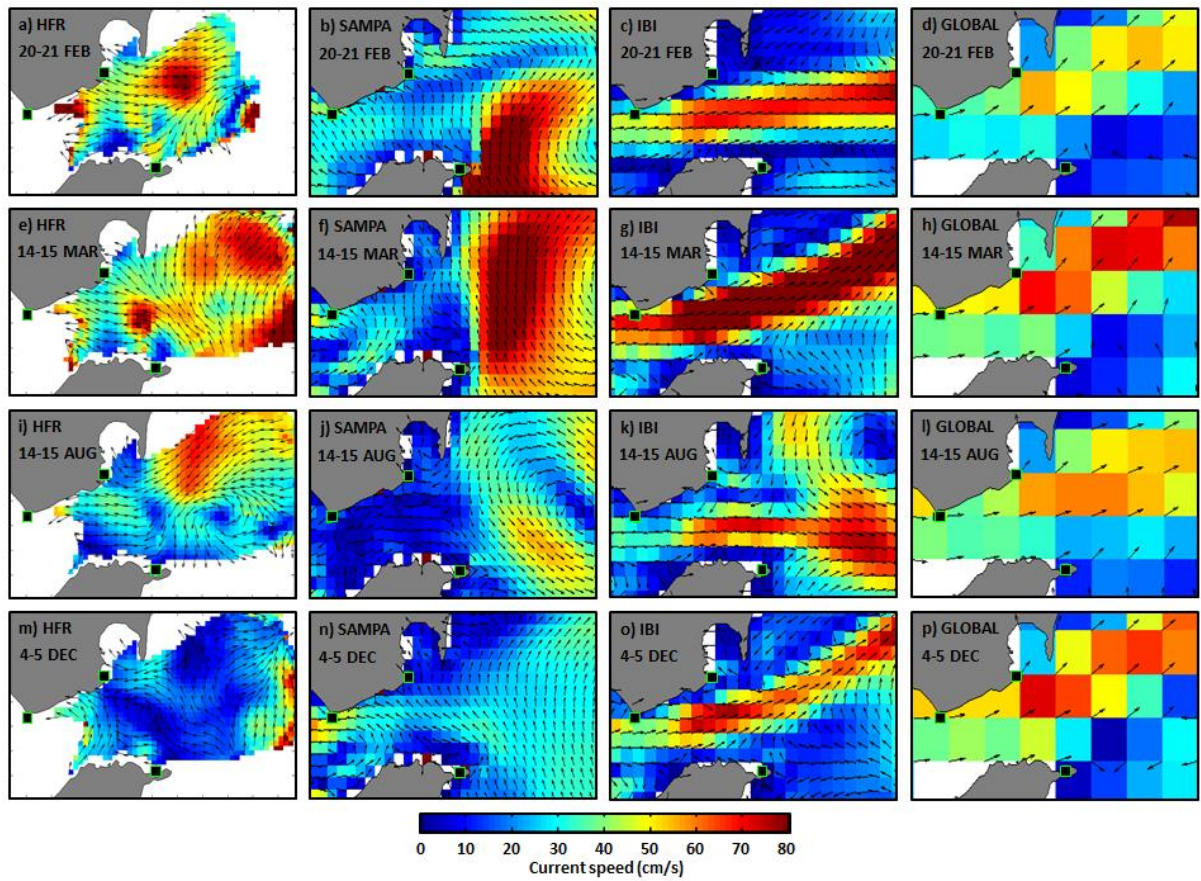 a) HFR
20-21 FEB
b) SAMPA
20-21 FEB
c) IBI
20-21 FEB
d) GLOBAL
20-21 FEB
e) HFR
14-15 MAR
f) SAMPA
14-15 MAR
g) IBI
14-15 MAR
h) GLOBAL
14-15 MAR
i) HFR
14-15 AUG
j) SAMPA
14-15 AUG
k) IBI
14-15 AUG
l) GLOBAL
14-15 AUG
m) HFR
4-5 DEC
n) SAMPA
4-5 DEC
o) IBI
4-5 DEC
p) GLOBAL
4-5 DEC
0 10 20 30 40 50 60 70 80
Current speed (cm/s)